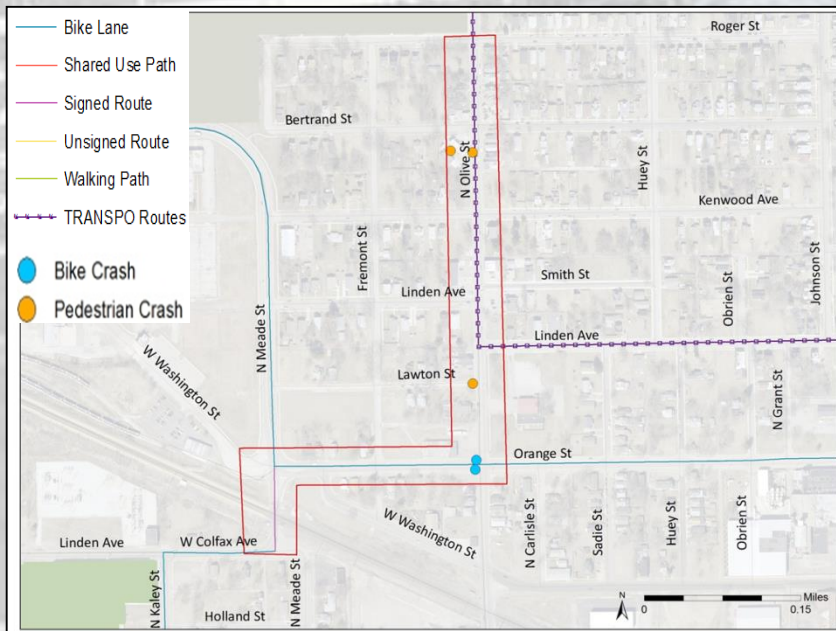 Bike Lane
Shared Use Path
Signed Route
Unsigned Route
Walking Path
TRANSPO Routes
Bike Crash
Pedestrian Crash
Roger St
Bertrand St
N Olive St
Huey St
Kenwood Ave
Fremont St
Smith St
Linden Ave
Obrien St
Johnson St
N Meade St
Linden Ave
W Washington St
Lawton St
N Grant St
Orange St
W Washington St
N Carlisle St
Sadie St
Huey St
Obrien St
Linden Ave
W Colfax Ave
N Kaley St
N Meade St
Holland St
N
Miles
0
0.15